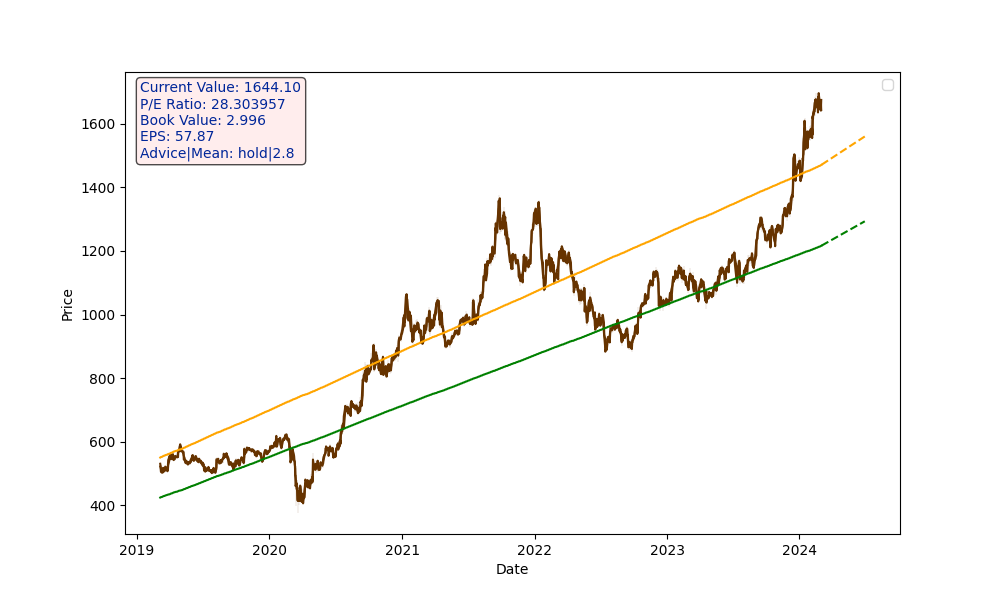 Current Value: 1644.10
P/E Ratio: 28.303957
Book Value: 2.996
EPS: 57.87
Advice|Mean: hold|2.8
Price
1600
1400
1200
1000
800
600
400
2019 2020 2021 2022 2023 2024
Date